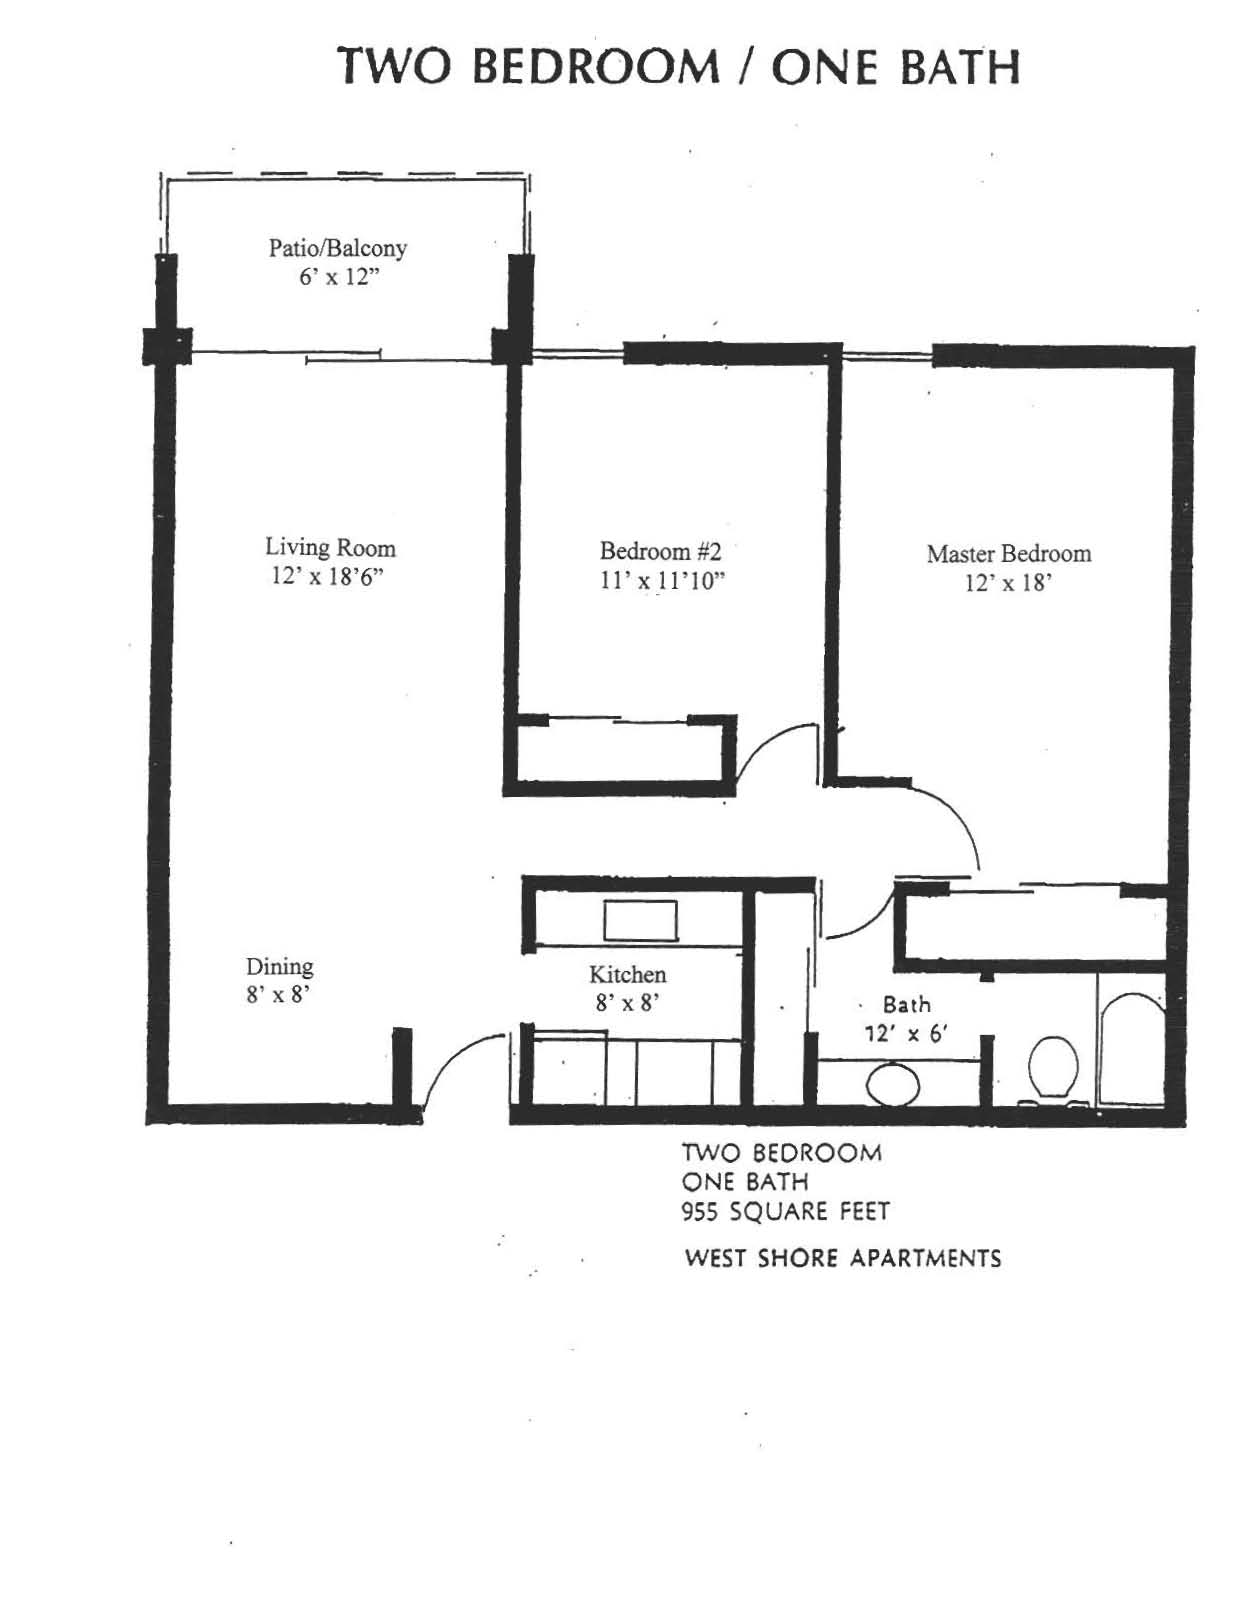 TWO BEDROOM / ONE BATH
Patio/Balcony
6’ x 12”
Living Room
12’ x 18’6”
Bedroom #2
11’ x 11’10”
Master Bedroom
12’ x 18’
Dining
8’ x 8’
Kitchen
8’ x 8’
Bath
12’ x 6’
TWO BEDROOM
ONE BATH
955 SQUARE FEET
WEST SHORE APARTMENTS